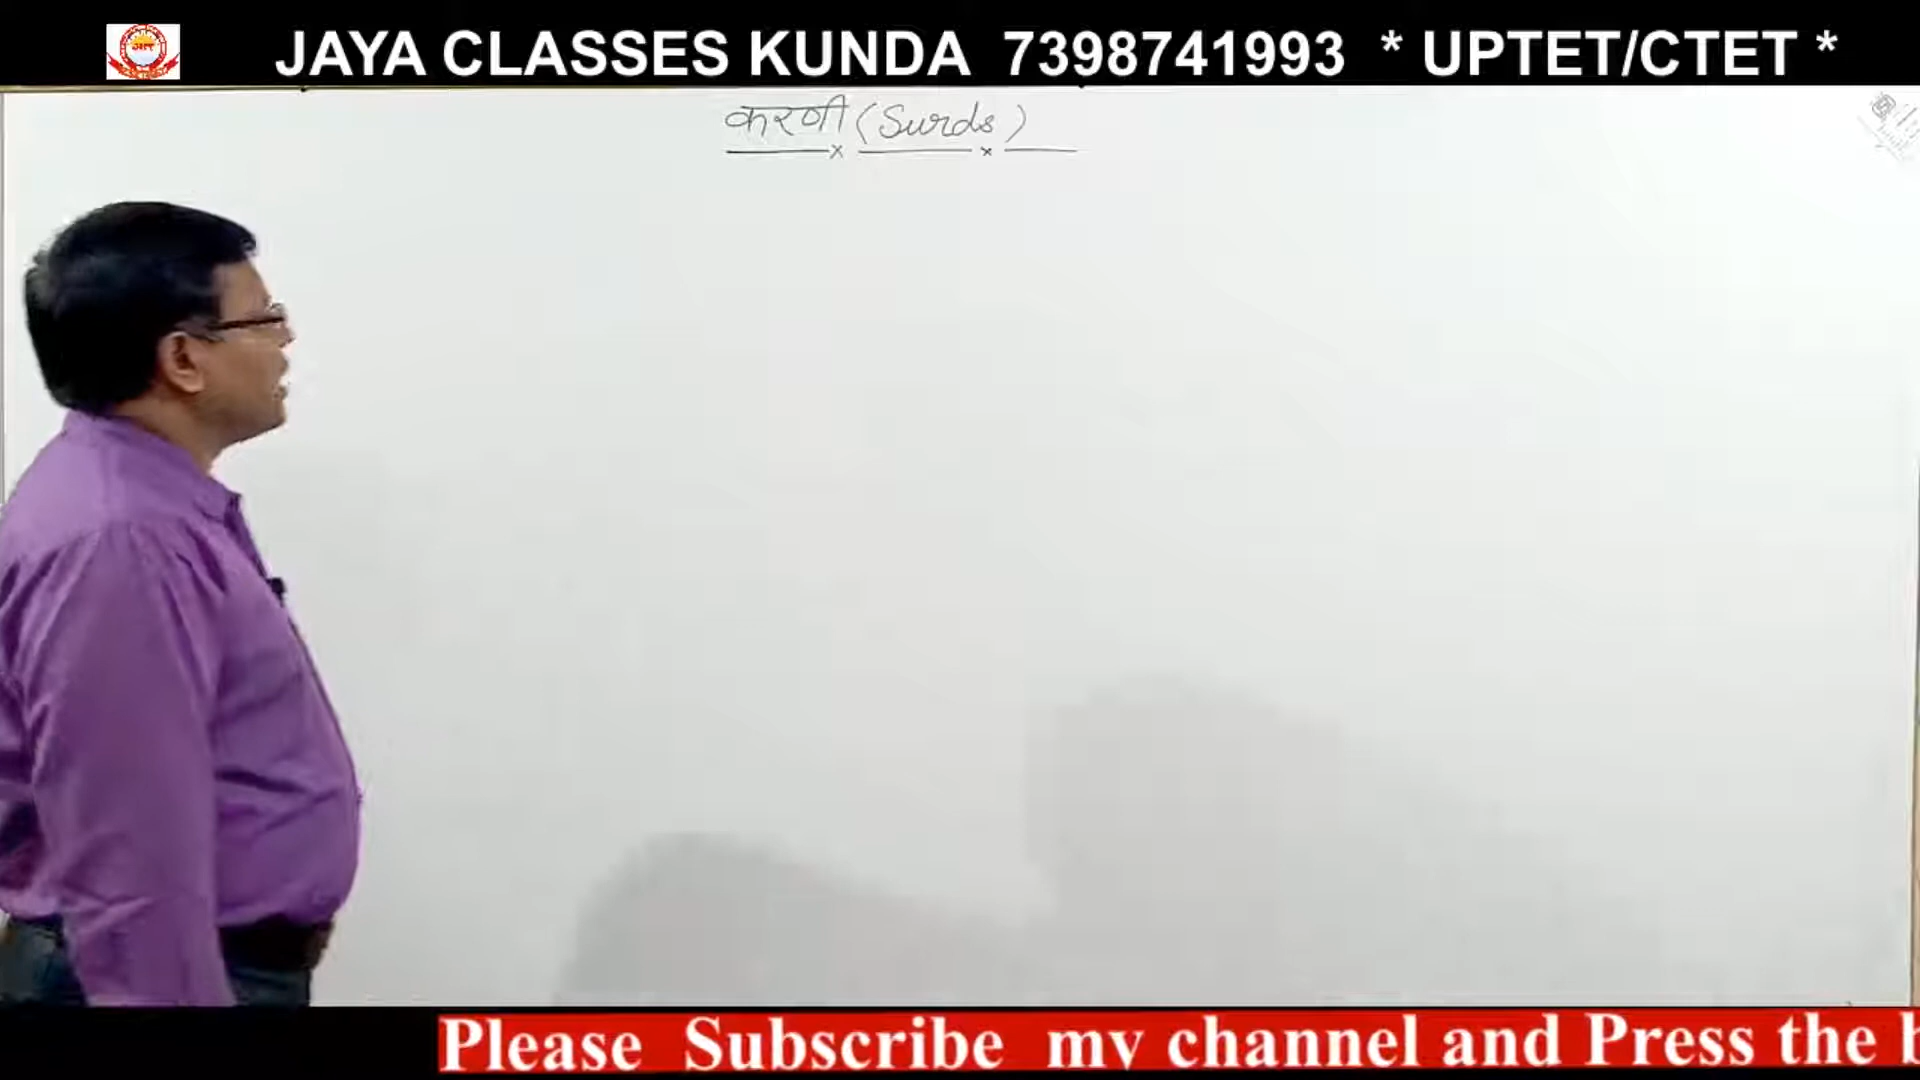 JAYA CLASSES KUNDA 7398741993 * UPTET/CTET *
करणी (Surds)
Please Subscribe my channel and Press the b